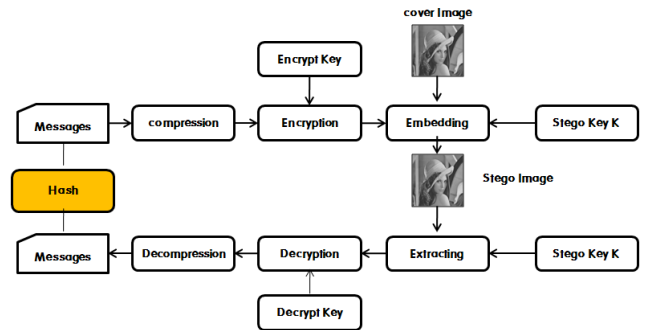 cover Image
Encrypt Key
Messages
compression
Encryption
Embedding
Stego Key K
Hash
Stego Image
Messages
Decompression
Decryption
Extracting
Stego Key K
Decrypt Key